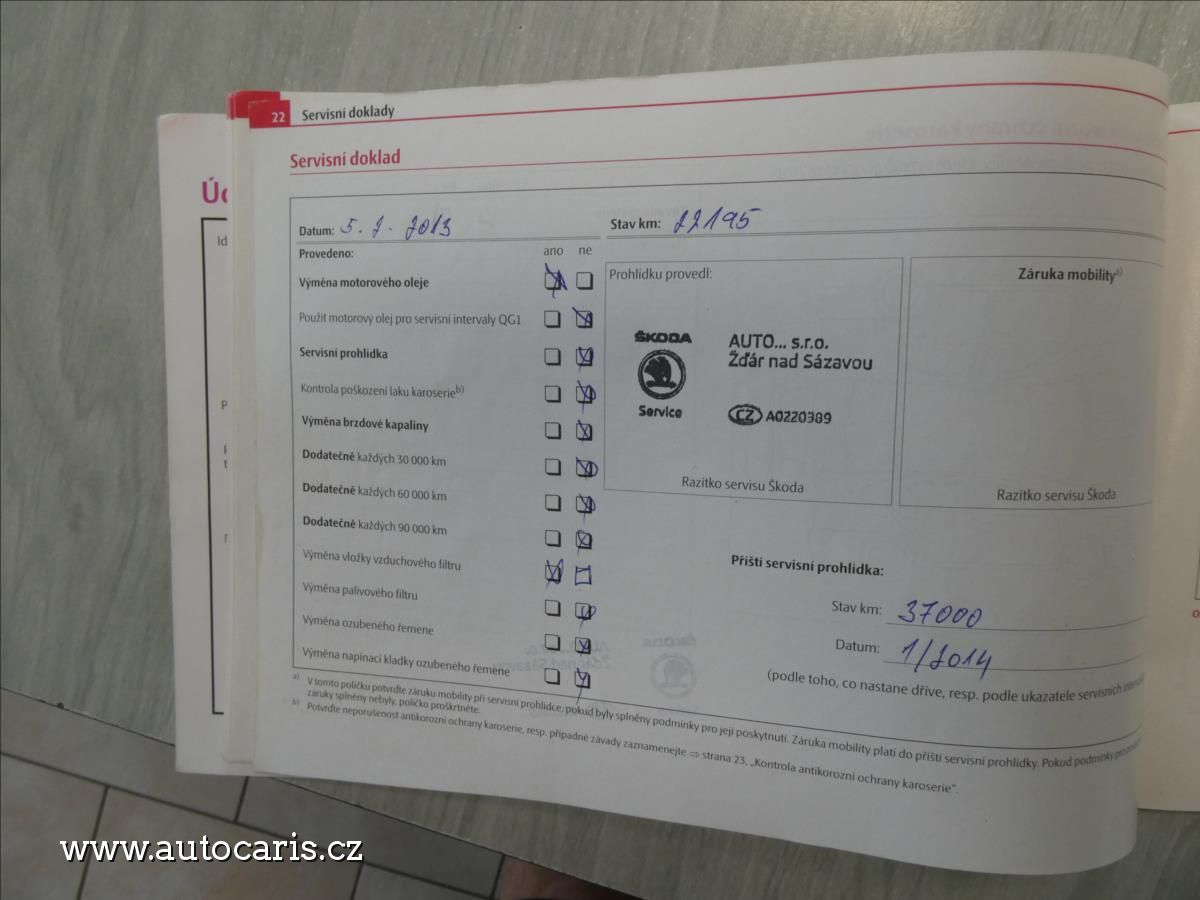 22 Servisní doklady
Servisní doklad
Datum: 5. 2. 2013
Stav km: 22195
Provedeno: ano ne
Výměna motorového oleje
Použit motorový olej pro servisní intervaly QG1
Servisní prohlídka
Kontrola poškození laku karoserie b)
Výměna brzdové kapaliny
Dodatečně každých 30 000 km
Dodatečně každých 60 000 km
Dodatečně každých 90 000 km
Výměna vložky vzduchového filtru
Výměna palivového filtru
Výměna ozubeného řemene
Výměna napínací kladky ozubeného řemene
Prohlídku provedl:
ŠKODA
Service
AUTO... s.r.o.
Žďár nad Sázavou
CZ A0220389
Razítko servisu Škoda
Záruka mobility a)
Razítko servisu Škoda
Příští servisní prohlídka:
Stav km: 37000
Datum: 1/2014
(podle toho, co nastane dříve, resp. podle ukazatele servisních
a) V tomto políčku potvrďte záruku mobility při servisní prohlídce, pokud byly splněny podmínky pro její poskytnutí. Záruka mobility platí do příští servisní prohlídky. Pokud podmínky pro
záruky splněny nebyly, políčko proškrtněte.
b) Potvrďte neporušenost antikorozní ochrany karoserie, resp. případné závady zaznamenejte ⇒ strana 23, „Kontrola antikorozní ochrany karoserie".
www.autocaris.cz